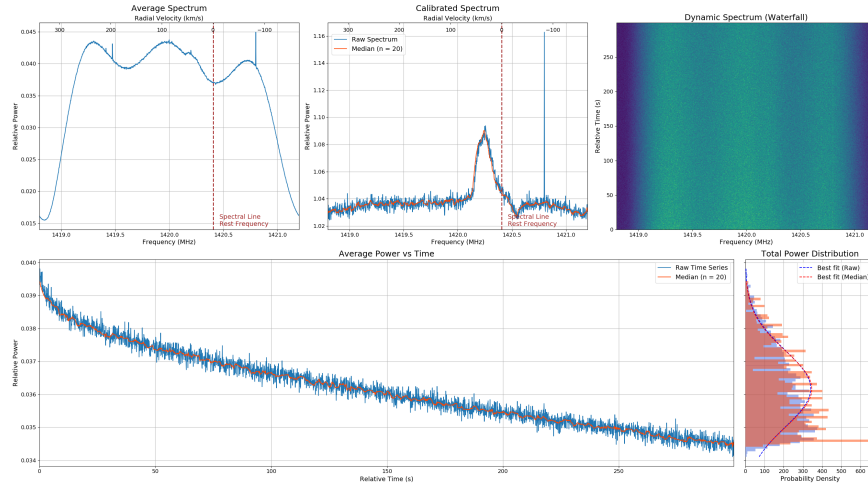 Average Spectrum
Radial Velocity (km/s)
300 200 100 0 −100
0.045
0.040
0.035
0.030
0.025
0.020
0.015
Relative Power
1419.0 1419.5 1420.0 1420.5 1421.0
Frequency (MHz)
Spectral Line
Rest Frequency
Calibrated Spectrum
Radial Velocity (km/s)
300 200 100 0 −100
Raw Spectrum
Median (n = 20)
1.16
1.14
1.12
1.10
1.08
1.06
1.04
1.02
Relative Power
1419.0 1419.5 1420.0 1420.5 1421.0
Frequency (MHz)
Spectral Line
Rest Frequency
Dynamic Spectrum (Waterfall)
250
200
150
100
50
0
Relative Time (s)
1419.0 1419.5 1420.0 1420.5 1421.0
Frequency (MHz)
Average Power vs Time
Raw Time Series
Median (n = 20)
0.040
0.039
0.038
0.037
0.036
0.035
0.034
Relative Power
0 50 100 150 200 250
Relative Time (s)
Total Power Distribution
Best fit (Raw)
Best fit (Median)
0 100 200 300 400 500 600
Probability Density